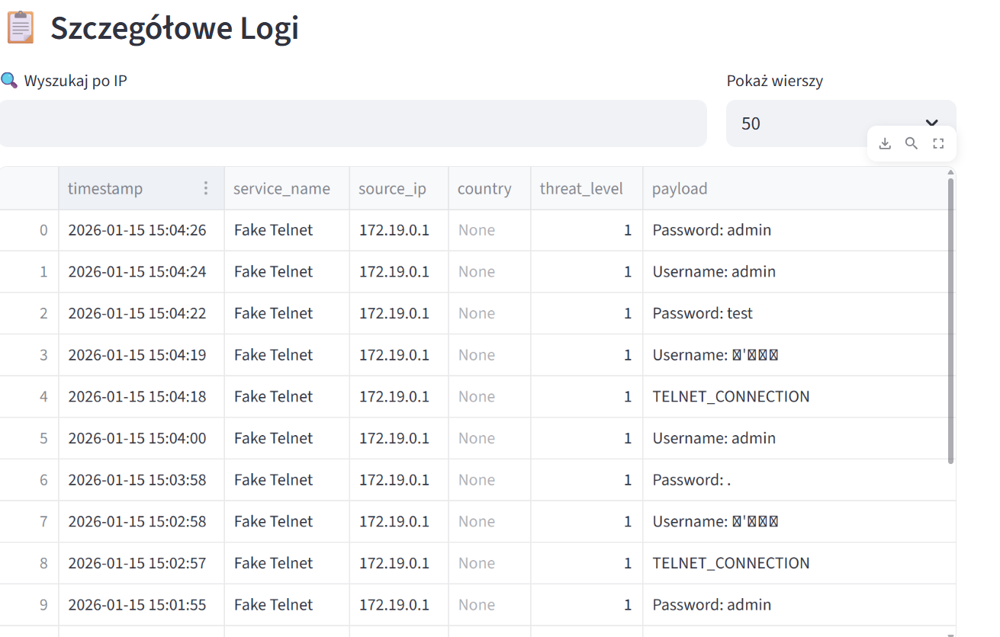 Szczegółowe Logi
Wyszukaj po IP
Pokaż wierszy
50
timestamp service_name source_ip country threat_level payload
0 2026-01-15 15:04:26 Fake Telnet 172.19.0.1 None 1 Password: admin
1 2026-01-15 15:04:24 Fake Telnet 172.19.0.1 None 1 Username: admin
2 2026-01-15 15:04:22 Fake Telnet 172.19.0.1 None 1 Password: test
3 2026-01-15 15:04:19 Fake Telnet 172.19.0.1 None 1 Username: '
4 2026-01-15 15:04:18 Fake Telnet 172.19.0.1 None 1 TELNET_CONNECTION
5 2026-01-15 15:04:00 Fake Telnet 172.19.0.1 None 1 Username: admin
6 2026-01-15 15:03:58 Fake Telnet 172.19.0.1 None 1 Password: .
7 2026-01-15 15:02:58 Fake Telnet 172.19.0.1 None 1 Username: '
8 2026-01-15 15:02:57 Fake Telnet 172.19.0.1 None 1 TELNET_CONNECTION
9 2026-01-15 15:01:55 Fake Telnet 172.19.0.1 None 1 Password: admin